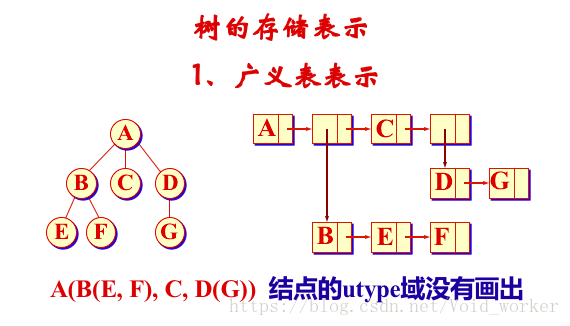 树的存储表示
1、广义表表示
A
B C D
E F G
A C
D G
B E F
A(B(E, F), C, D(G)) 结点的utype域没有画出
https://blog.csdn.net/Void_worker